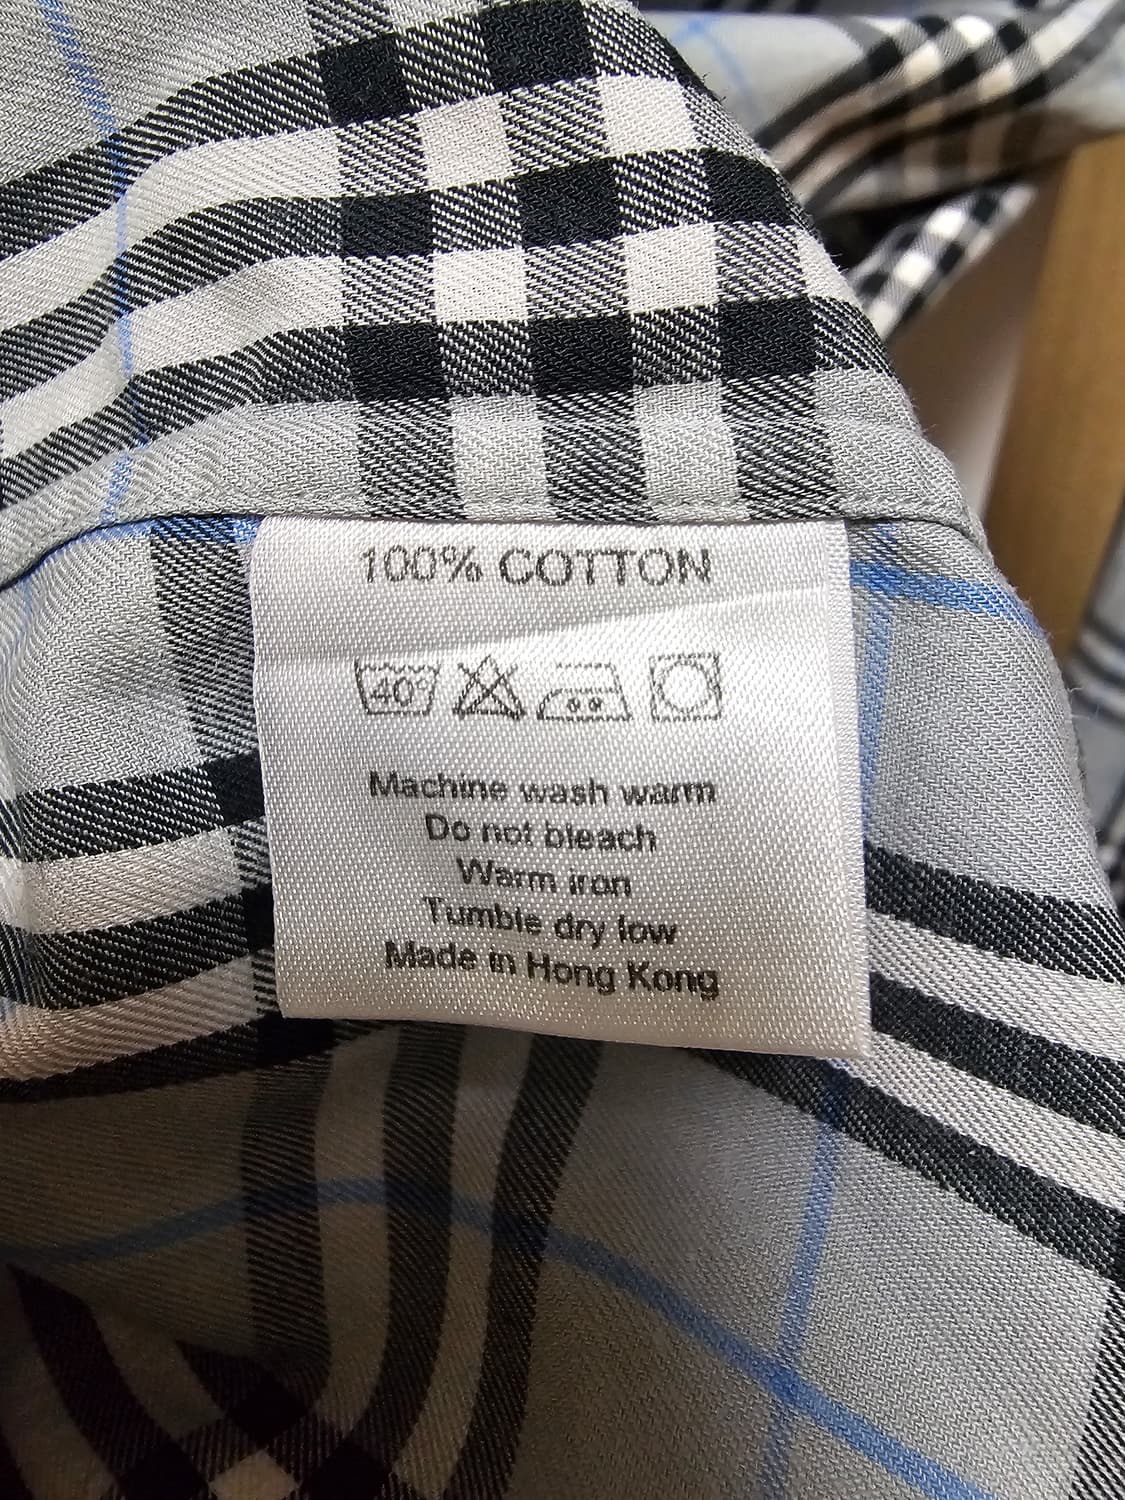 100% COTTON
40°
Machine wash warm
Do not bleach
Warm iron
Tumble dry low
Made in Hong Kong